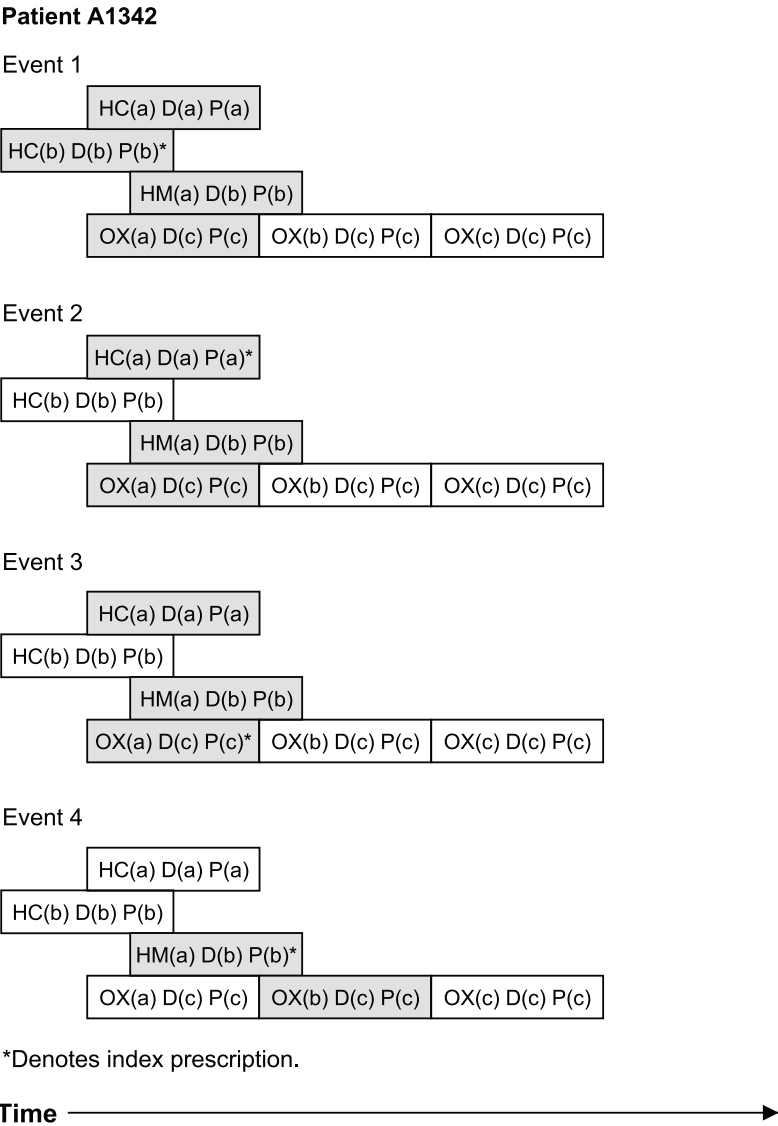 Patient A1342
Event 1
HC(a) D(a) P(a)
HC(b) D(b) P(b)*
HM(a) D(b) P(b)
OX(a) D(c) P(c) OX(b) D(c) P(c) OX(c) D(c) P(c)
Event 2
HC(a) D(a) P(a)*
HC(b) D(b) P(b)
HM(a) D(b) P(b)
OX(a) D(c) P(c) OX(b) D(c) P(c) OX(c) D(c) P(c)
Event 3
HC(a) D(a) P(a)
HC(b) D(b) P(b)
HM(a) D(b) P(b)
OX(a) D(c) P(c)* OX(b) D(c) P(c) OX(c) D(c) P(c)
Event 4
HC(a) D(a) P(a)
HC(b) D(b) P(b)
HM(a) D(b) P(b)*
OX(a) D(c) P(c) OX(b) D(c) P(c) OX(c) D(c) P(c)
*Denotes index prescription.
Time